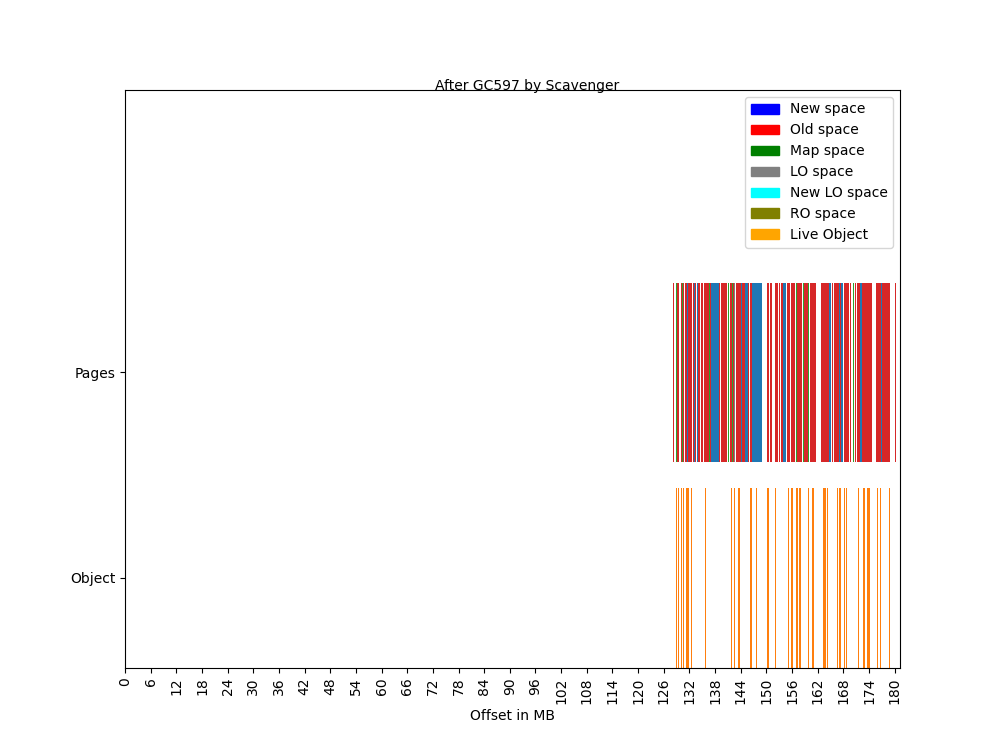 After GC597 by Scavenger
New space
Old space
Map space
LO space
New LO space
RO space
Live Object
Pages
Object
0 6 12 18 24 30 36 42 48 54 60 66 72 78 84 90 96 102 108 114 120 126 132 138 144 150 156 162 168 174 180
Offset in MB